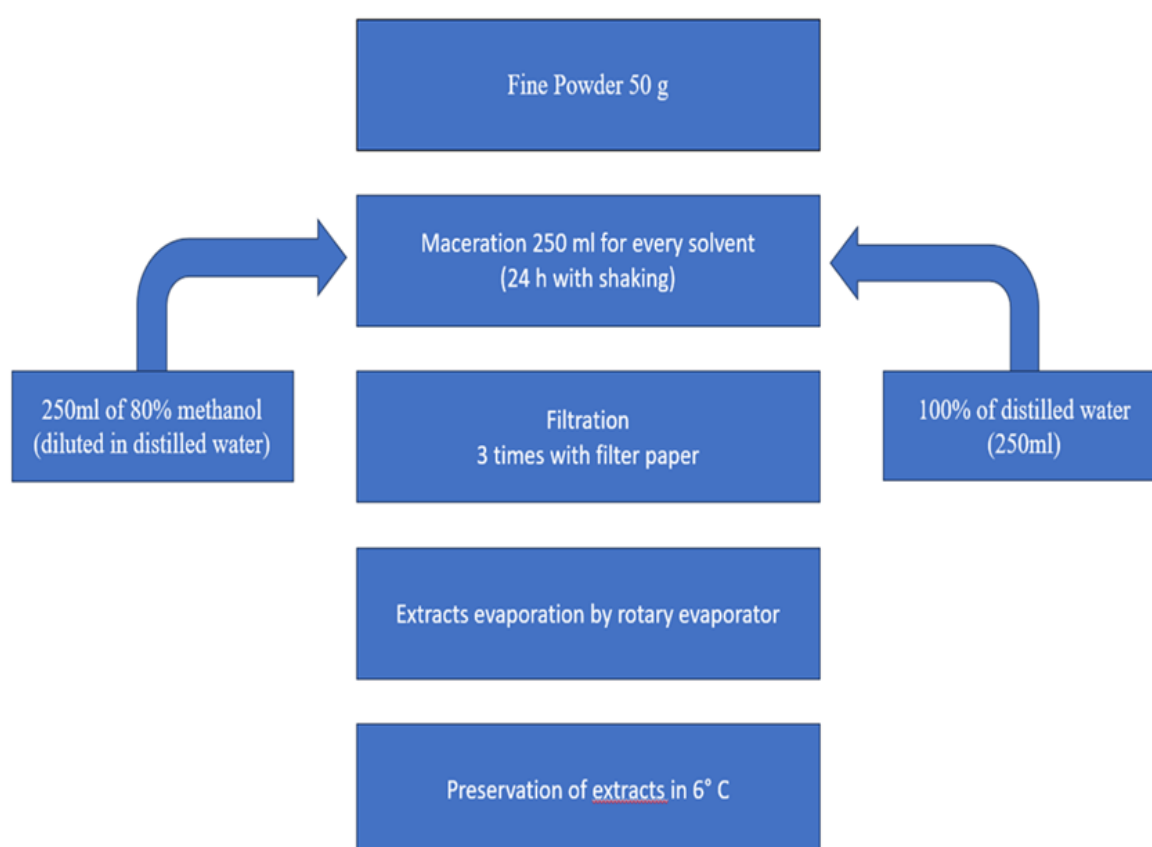 Fine Powder 50 g
Maceration 250 ml for every solvent
(24 h with shaking)
250ml of 80% methanol
(diluted in distilled water)
100% of distilled water
(250ml)
Filtration
3 times with filter paper
Extracts evaporation by rotary evaporator
Preservation of extracts in 6° C